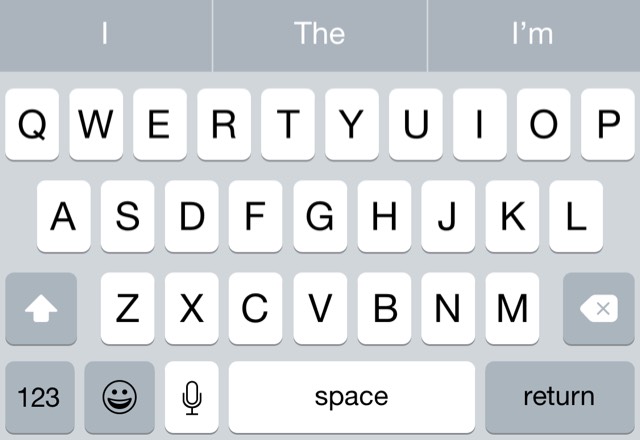 I The I’m
Q W E R T Y U I O P
A S D F G H J K L
Z X C V B N M
123 space return